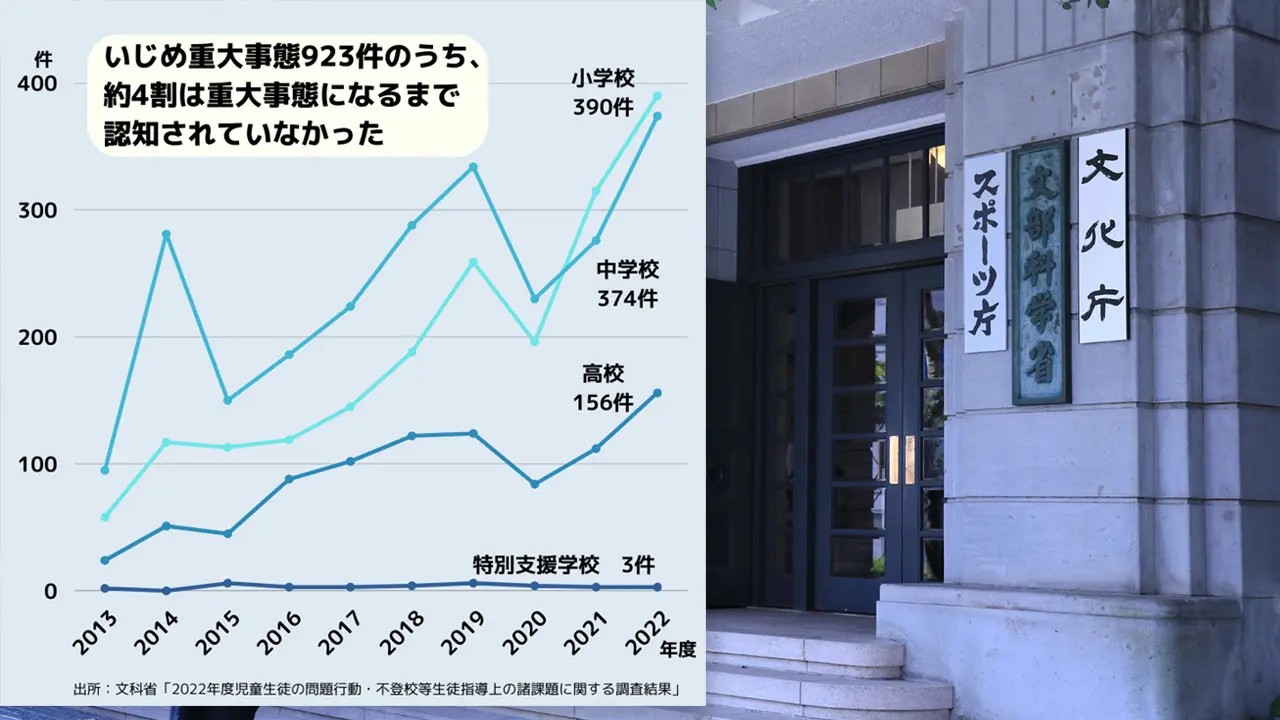 いじめ重大事態923件のうち、
約4割は重大事態になるまで
認知されていなかった
件
400
300
200
100
0
小学校
390件
中学校
374件
高校
156件
特別支援学校　3件
2013
2014
2015
2016
2017
2018
2019
2020
2021
2022
年度
出所：文科省「2022年度児童生徒の問題行動・不登校等生徒指導上の諸課題に関する調査結果」
文化庁
文部科学省
スポーツ庁